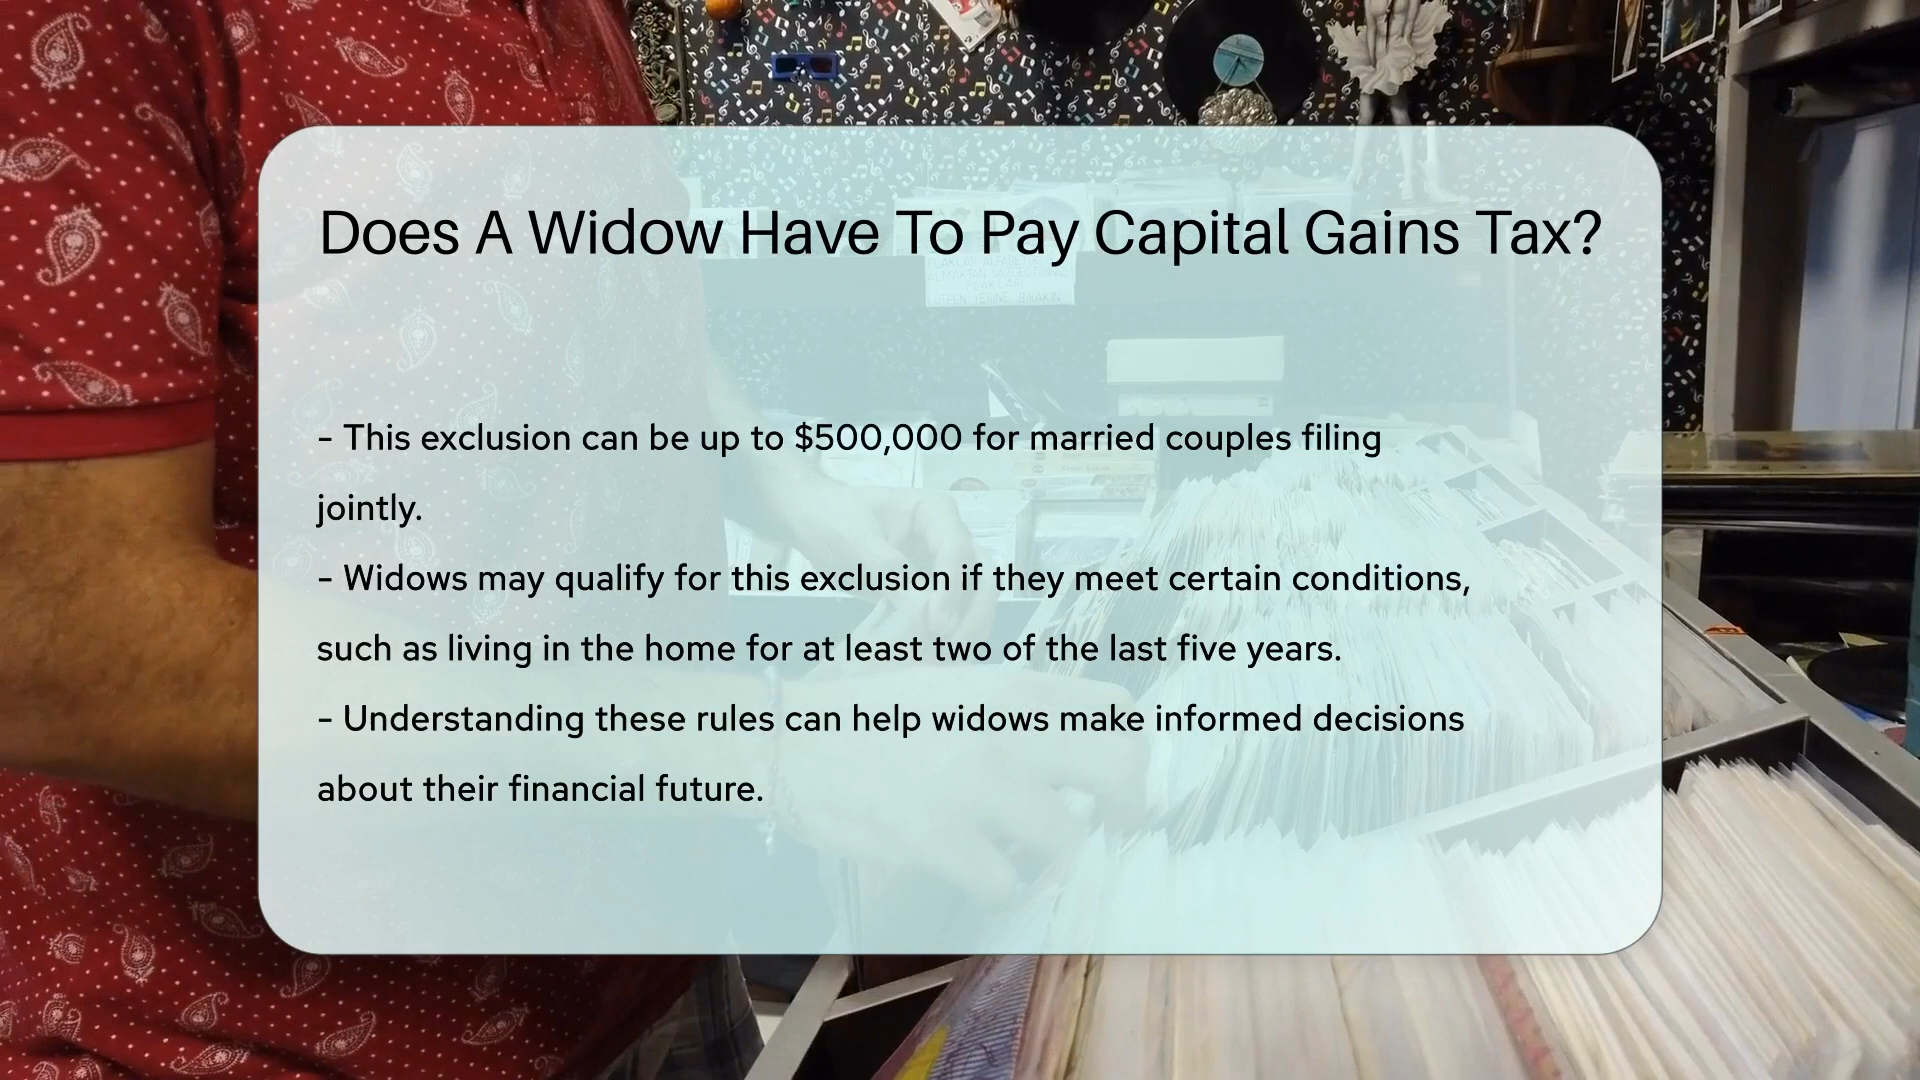 Does A Widow Have To Pay Capital Gains Tax?
- This exclusion can be up to $500,000 for married couples filing
jointly.
- Widows may qualify for this exclusion if they meet certain conditions,
such as living in the home for at least two of the last five years.
- Understanding these rules can help widows make informed decisions
about their financial future.